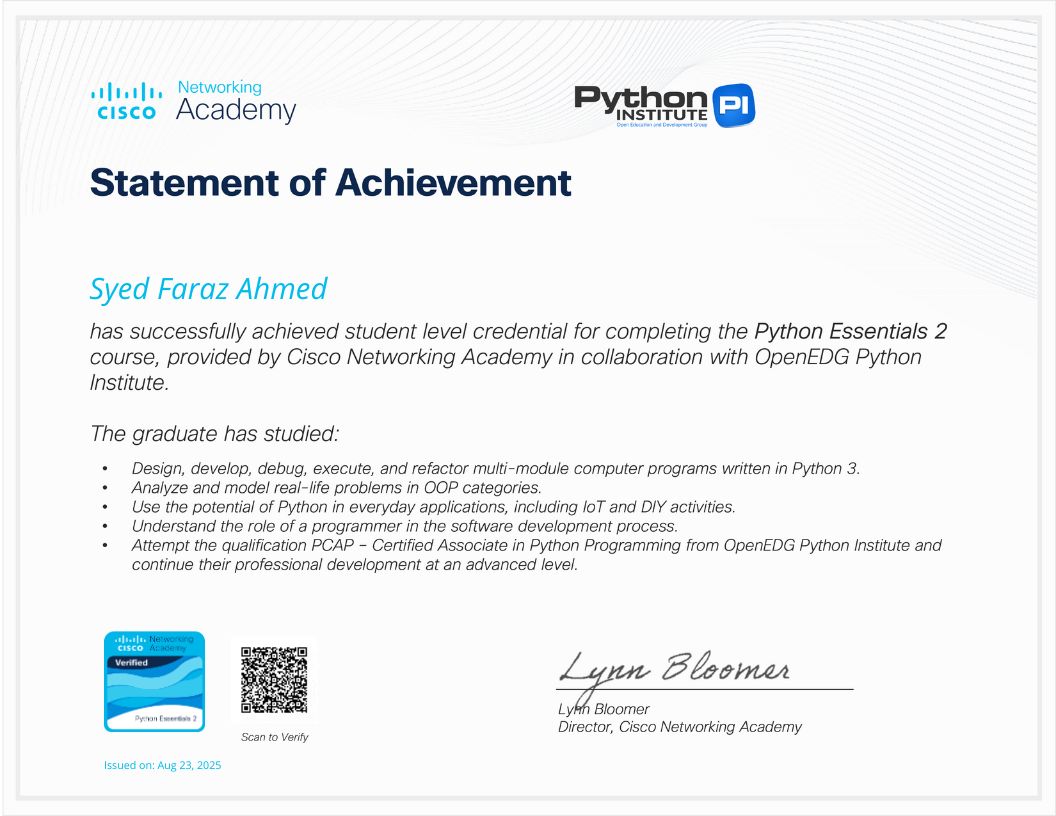 CISCO
Networking
Academy
Python
INSTITUTE
Open Education and Development Group
PI
Statement of Achievement
Syed Faraz Ahmed
has successfully achieved student level credential for completing the Python Essentials 2
course, provided by Cisco Networking Academy in collaboration with OpenEDG Python
Institute.
The graduate has studied:
• Design, develop, debug, execute, and refactor multi-module computer programs written in Python 3.
• Analyze and model real-life problems in OOP categories.
• Use the potential of Python in everyday applications, including IoT and DIY activities.
• Understand the role of a programmer in the software development process.
• Attempt the qualification PCAP – Certified Associate in Python Programming from OpenEDG Python Institute and
continue their professional development at an advanced level.
CISCO
Networking
Academy
Verified
Python Essentials 2
Scan to Verify
Issued on: Aug 23, 2025
Lynn Bloomer
Lynn Bloomer
Director, Cisco Networking Academy